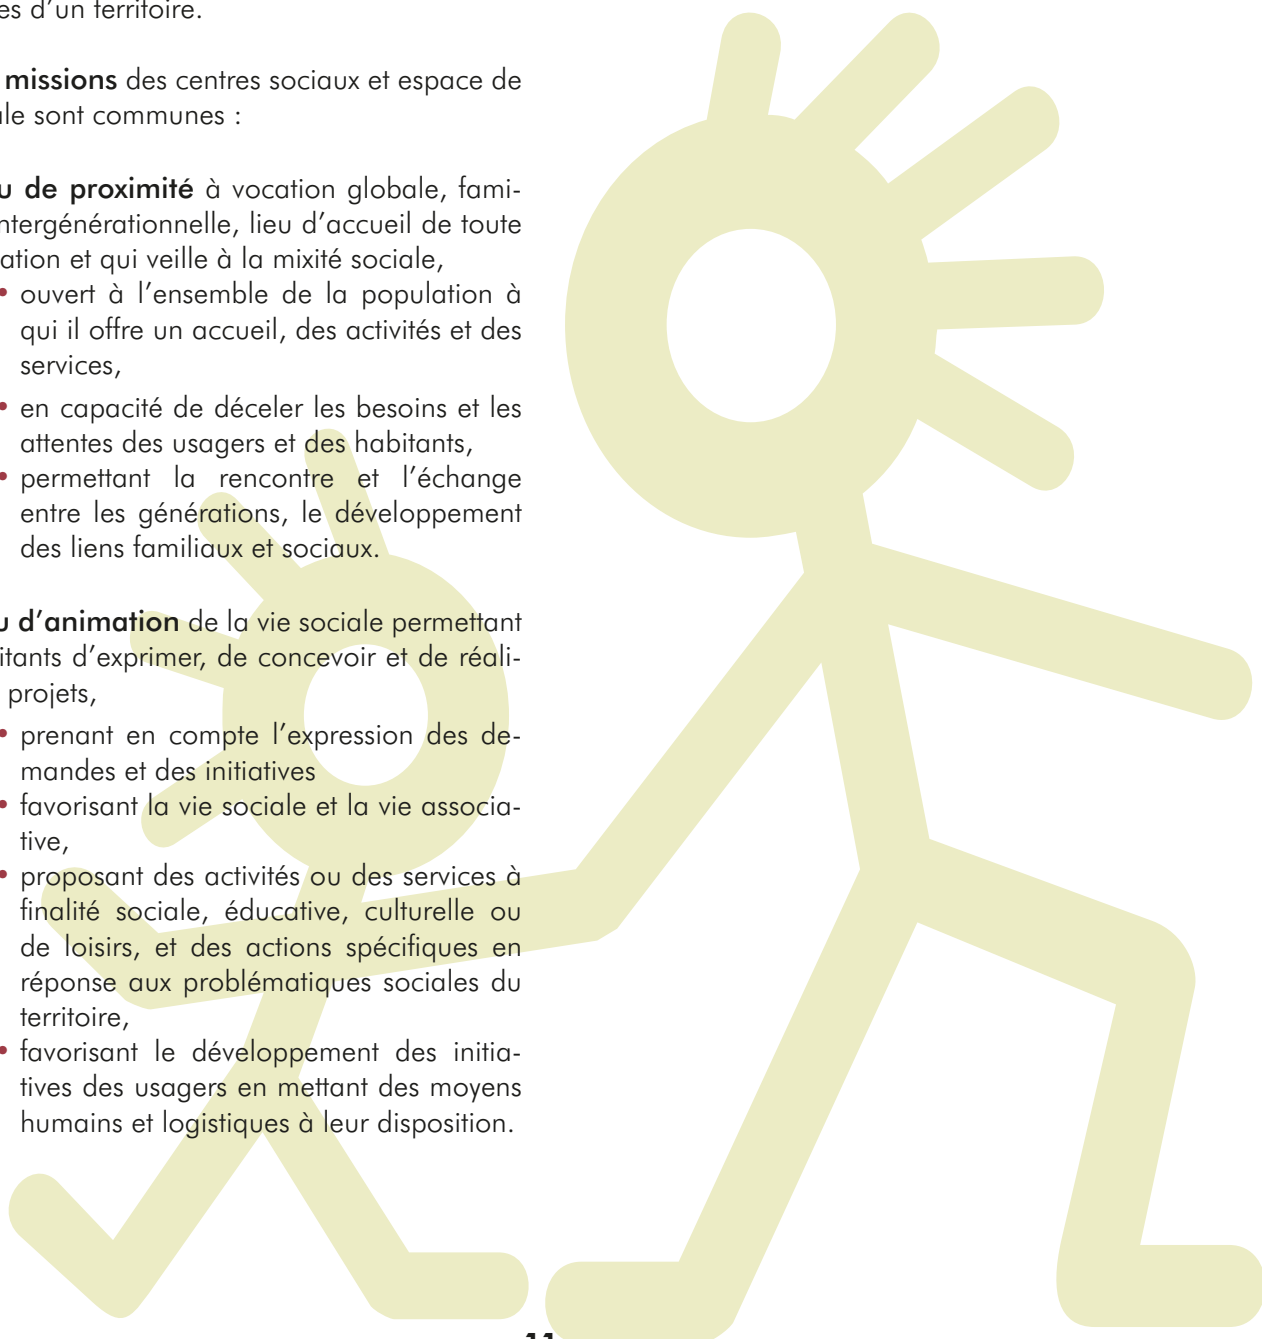 es d'un territoire.
missions des centres sociaux et espace de
ale sont communes :
u de proximité à vocation globale, fami-
ntergénérationnelle, lieu d'accueil de toute
ation et qui veille à la mixité sociale,
• ouvert à l'ensemble de la population à
qui il offre un accueil, des activités et des
services,
• en capacité de déceler les besoins et les
attentes des usagers et des habitants,
• permettant la rencontre et l'échange
entre les générations, le développement
des liens familiaux et sociaux.
u d'animation de la vie sociale permettant
itants d'exprimer, de concevoir et de réali-
projets,
• prenant en compte l'expression des de-
mandes et des initiatives
• favorisant la vie sociale et la vie associa-
tive,
• proposant des activités ou des services à
finalité sociale, éducative, culturelle ou
de loisirs, et des actions spécifiques en
réponse aux problématiques sociales du
territoire,
• favorisant le développement des initia-
tives des usagers en mettant des moyens
humains et logistiques à leur disposition.
11